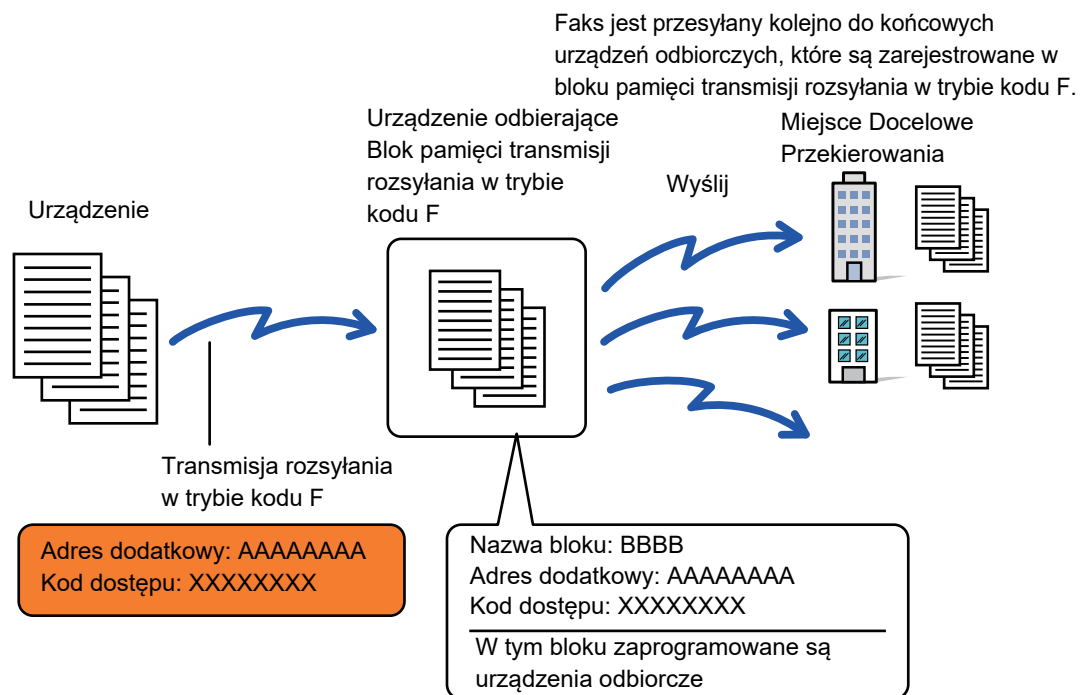 Faks jest przesyłany kolejno do końcowych
urządzeń odbiorczych, które są zarejestrowane w
bloku pamięci transmisji rozsyłania w trybie kodu F.
Urządzenie odbierające
Blok pamięci transmisji
rozsyłania w trybie
kodu F
Miejsce Docelowe
Przekierowania
Wyślij
Urządzenie
Transmisja rozsyłania
w trybie kodu F
Adres dodatkowy: AAAAAAAA
Kod dostępu: XXXXXXXX
Nazwa bloku: BBBB
Adres dodatkowy: AAAAAAAA
Kod dostępu: XXXXXXXX
W tym bloku zaprogramowane są
urządzenia odbiorcze